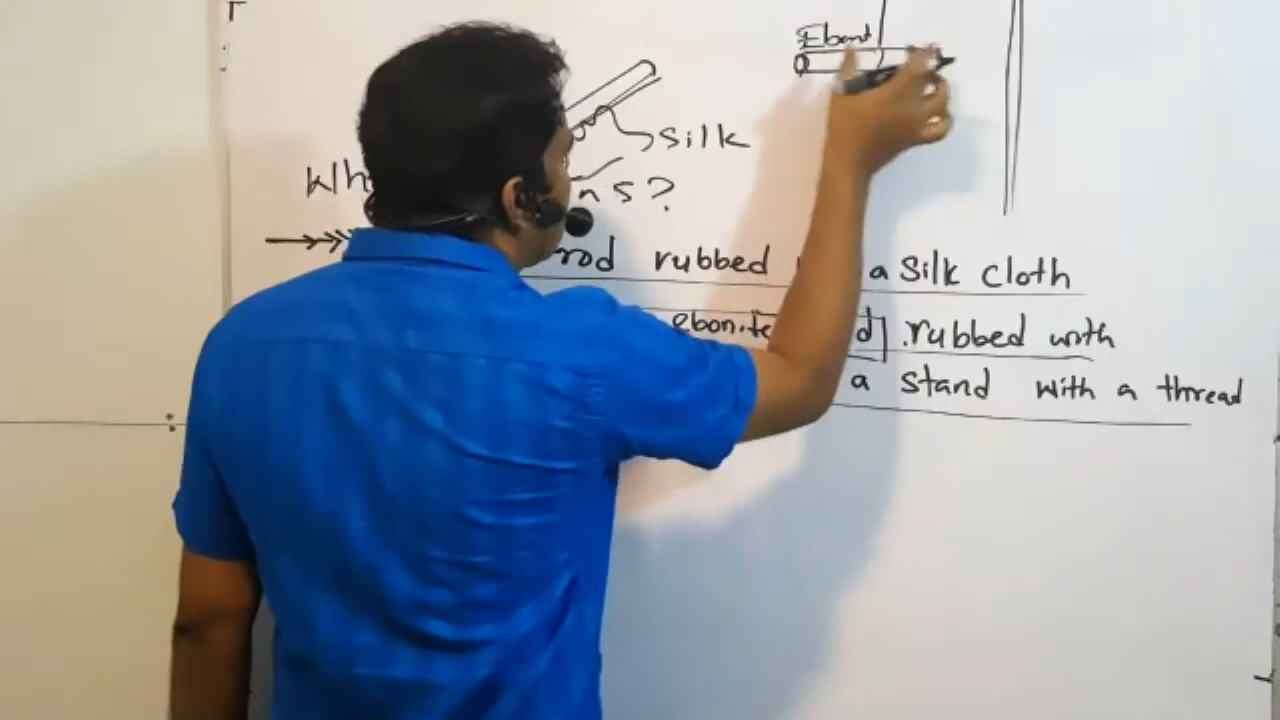 Ebonit
Silk
Wh ns?
rod rubbed a Silk cloth
ebonite d rubbed with
a stand with a thread